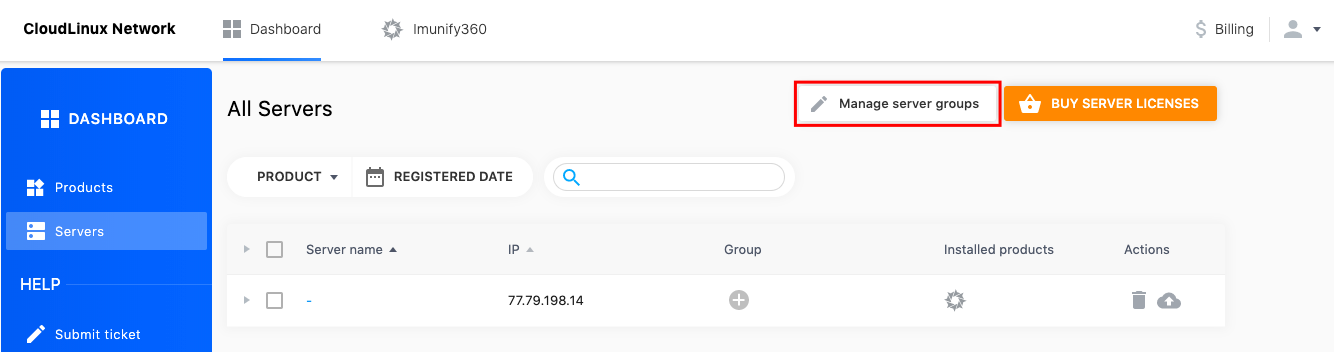 CloudLinux Network
Dashboard
Imunify360
$ Billing
DASHBOARD
Products
Servers
HELP
Submit ticket
All Servers
Manage server groups
BUY SERVER LICENSES
PRODUCT
REGISTERED DATE
Server name
IP
Group
Installed products
Actions
-
77.79.198.14